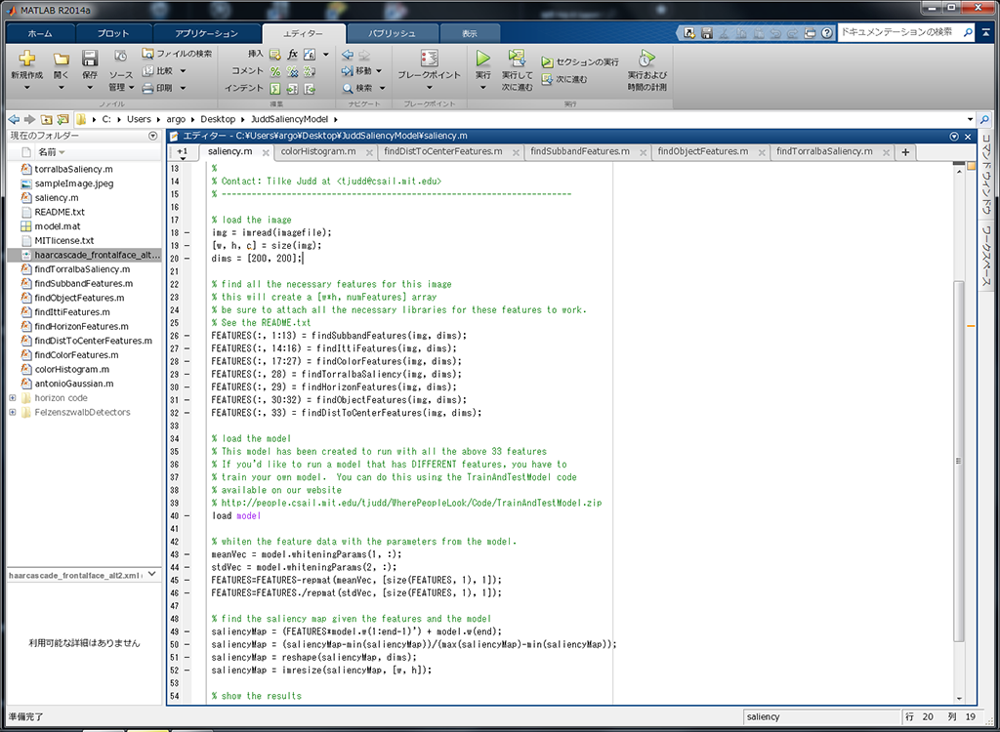 MATLAB R2014a
ホーム プロット アプリケーション エディター パブリッシュ 表示
ドキュメンテーションの検索
新規作成 開く 保存 ソース 管理
ファイルの検索
比較
印刷
挿入
コメント
インデント
移動
検索
ブレークポイント
実行
実行して 次に進む
セクションの実行
次に進む
実行および 時間の計測
ファイル 編集 ナビゲート ブレークポイント 実行
C: Users argo Desktop JuddSaliencyModel
現在のフォルダー
名前
torralbaSaliency.m
sampleImage.jpeg
saliency.m
README.txt
model.mat
MITlicense.txt
haarcascade_frontalface_alt...
findTorralbaSaliency.m
findSubbandFeatures.m
findObjectFeatures.m
findIttiFeatures.m
findHorizonFeatures.m
findDistToCenterFeatures.m
findColorFeatures.m
colorHistogram.m
antonioGaussian.m
horizon code
FelzenszwalbDetectors
haarcascade_frontalface_alt2.xml (
利用可能な詳細はありません
エディター - C:¥Users¥argo¥Desktop¥JuddSaliencyModel¥saliency.m
+1 saliency.m colorHistogram.m findDistToCenterFeatures.m findSubbandFeatures.m findObjectFeatures.m findTorralbaSaliency.m
13 %
14 % Contact: Tilke Judd at <tjudd@csail.mit.edu>
15 % ----------------------------------------------------------------------
16
17 % load the image
18 - img = imread(imagefile);
19 - [w, h, c] = size(img);
20 - dims = [200, 200];
21
22 % find all the necessary features for this image
23 % this will create a [w*h, numFeatures] array
24 % be sure to attach all the necessary libraries for these features to work.
25 % See the README.txt
26 - FEATURES(:, 1:13) = findSubbandFeatures(img, dims);
27 - FEATURES(:, 14:16) = findIttiFeatures(img, dims);
28 - FEATURES(:, 17:27) = findColorFeatures(img, dims);
29 - FEATURES(:, 28) = findTorralbaSaliency(img, dims);
30 - FEATURES(:, 29) = findHorizonFeatures(img, dims);
31 - FEATURES(:, 30:32) = findObjectFeatures(img, dims);
32 - FEATURES(:, 33) = findDistToCenterFeatures(img, dims);
33
34 % load the model
35 % This model has been created to run with all the above 33 features
36 % If you'd like to run a model that has DIFFERENT features, you have to
37 % train your own model.  You can do this using the TrainAndTestModel code
38 % available on our website
39 % http://people.csail.mit.edu/tjudd/WherePeopleLook/Code/TrainAndTestModel.zip
40 - load model
41
42 % whiten the feature data with the parameters from the model.
43 - meanVec = model.whiteningParams(1, :);
44 - stdVec = model.whiteningParams(2, :);
45 - FEATURES=FEATURES-repmat(meanVec, [size(FEATURES, 1), 1]);
46 - FEATURES=FEATURES./repmat(stdVec, [size(FEATURES, 1), 1]);
47
48 % find the saliency map given the features and the model
49 - saliencyMap = (FEATURES*model.w(1:end-1)') + model.w(end);
50 - saliencyMap = (saliencyMap-min(saliencyMap))/(max(saliencyMap)-min(saliencyMap));
51 - saliencyMap = reshape(saliencyMap, dims);
52 - saliencyMap = imresize(saliencyMap, [w, h]);
53
54 % show the results
コマンド ウィンドウ
ワークスペース
準備完了
saliency
行 20 列 19